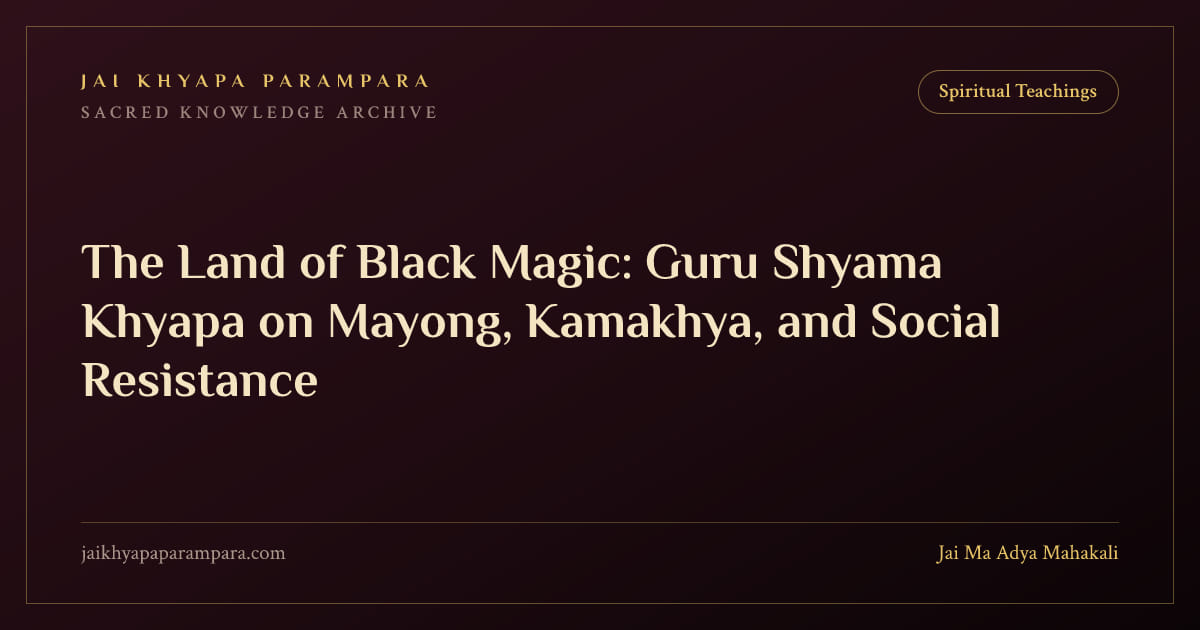 JAI KHYAPA PARAMPARA
SACRED KNOWLEDGE ARCHIVE
Spiritual Teachings
The Land of Black Magic: Guru Shyama
Khyapa on Mayong, Kamakhya, and Social
Resistance
jaikhyapaparampara.com
Jai Ma Adya Mahakali